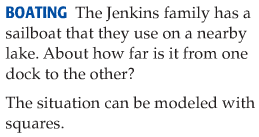 BOATING The Jenkins family has a
sailboat that they use on a nearby
lake. About how far is it from one
dock to the other?
The situation can be modeled with
squares.